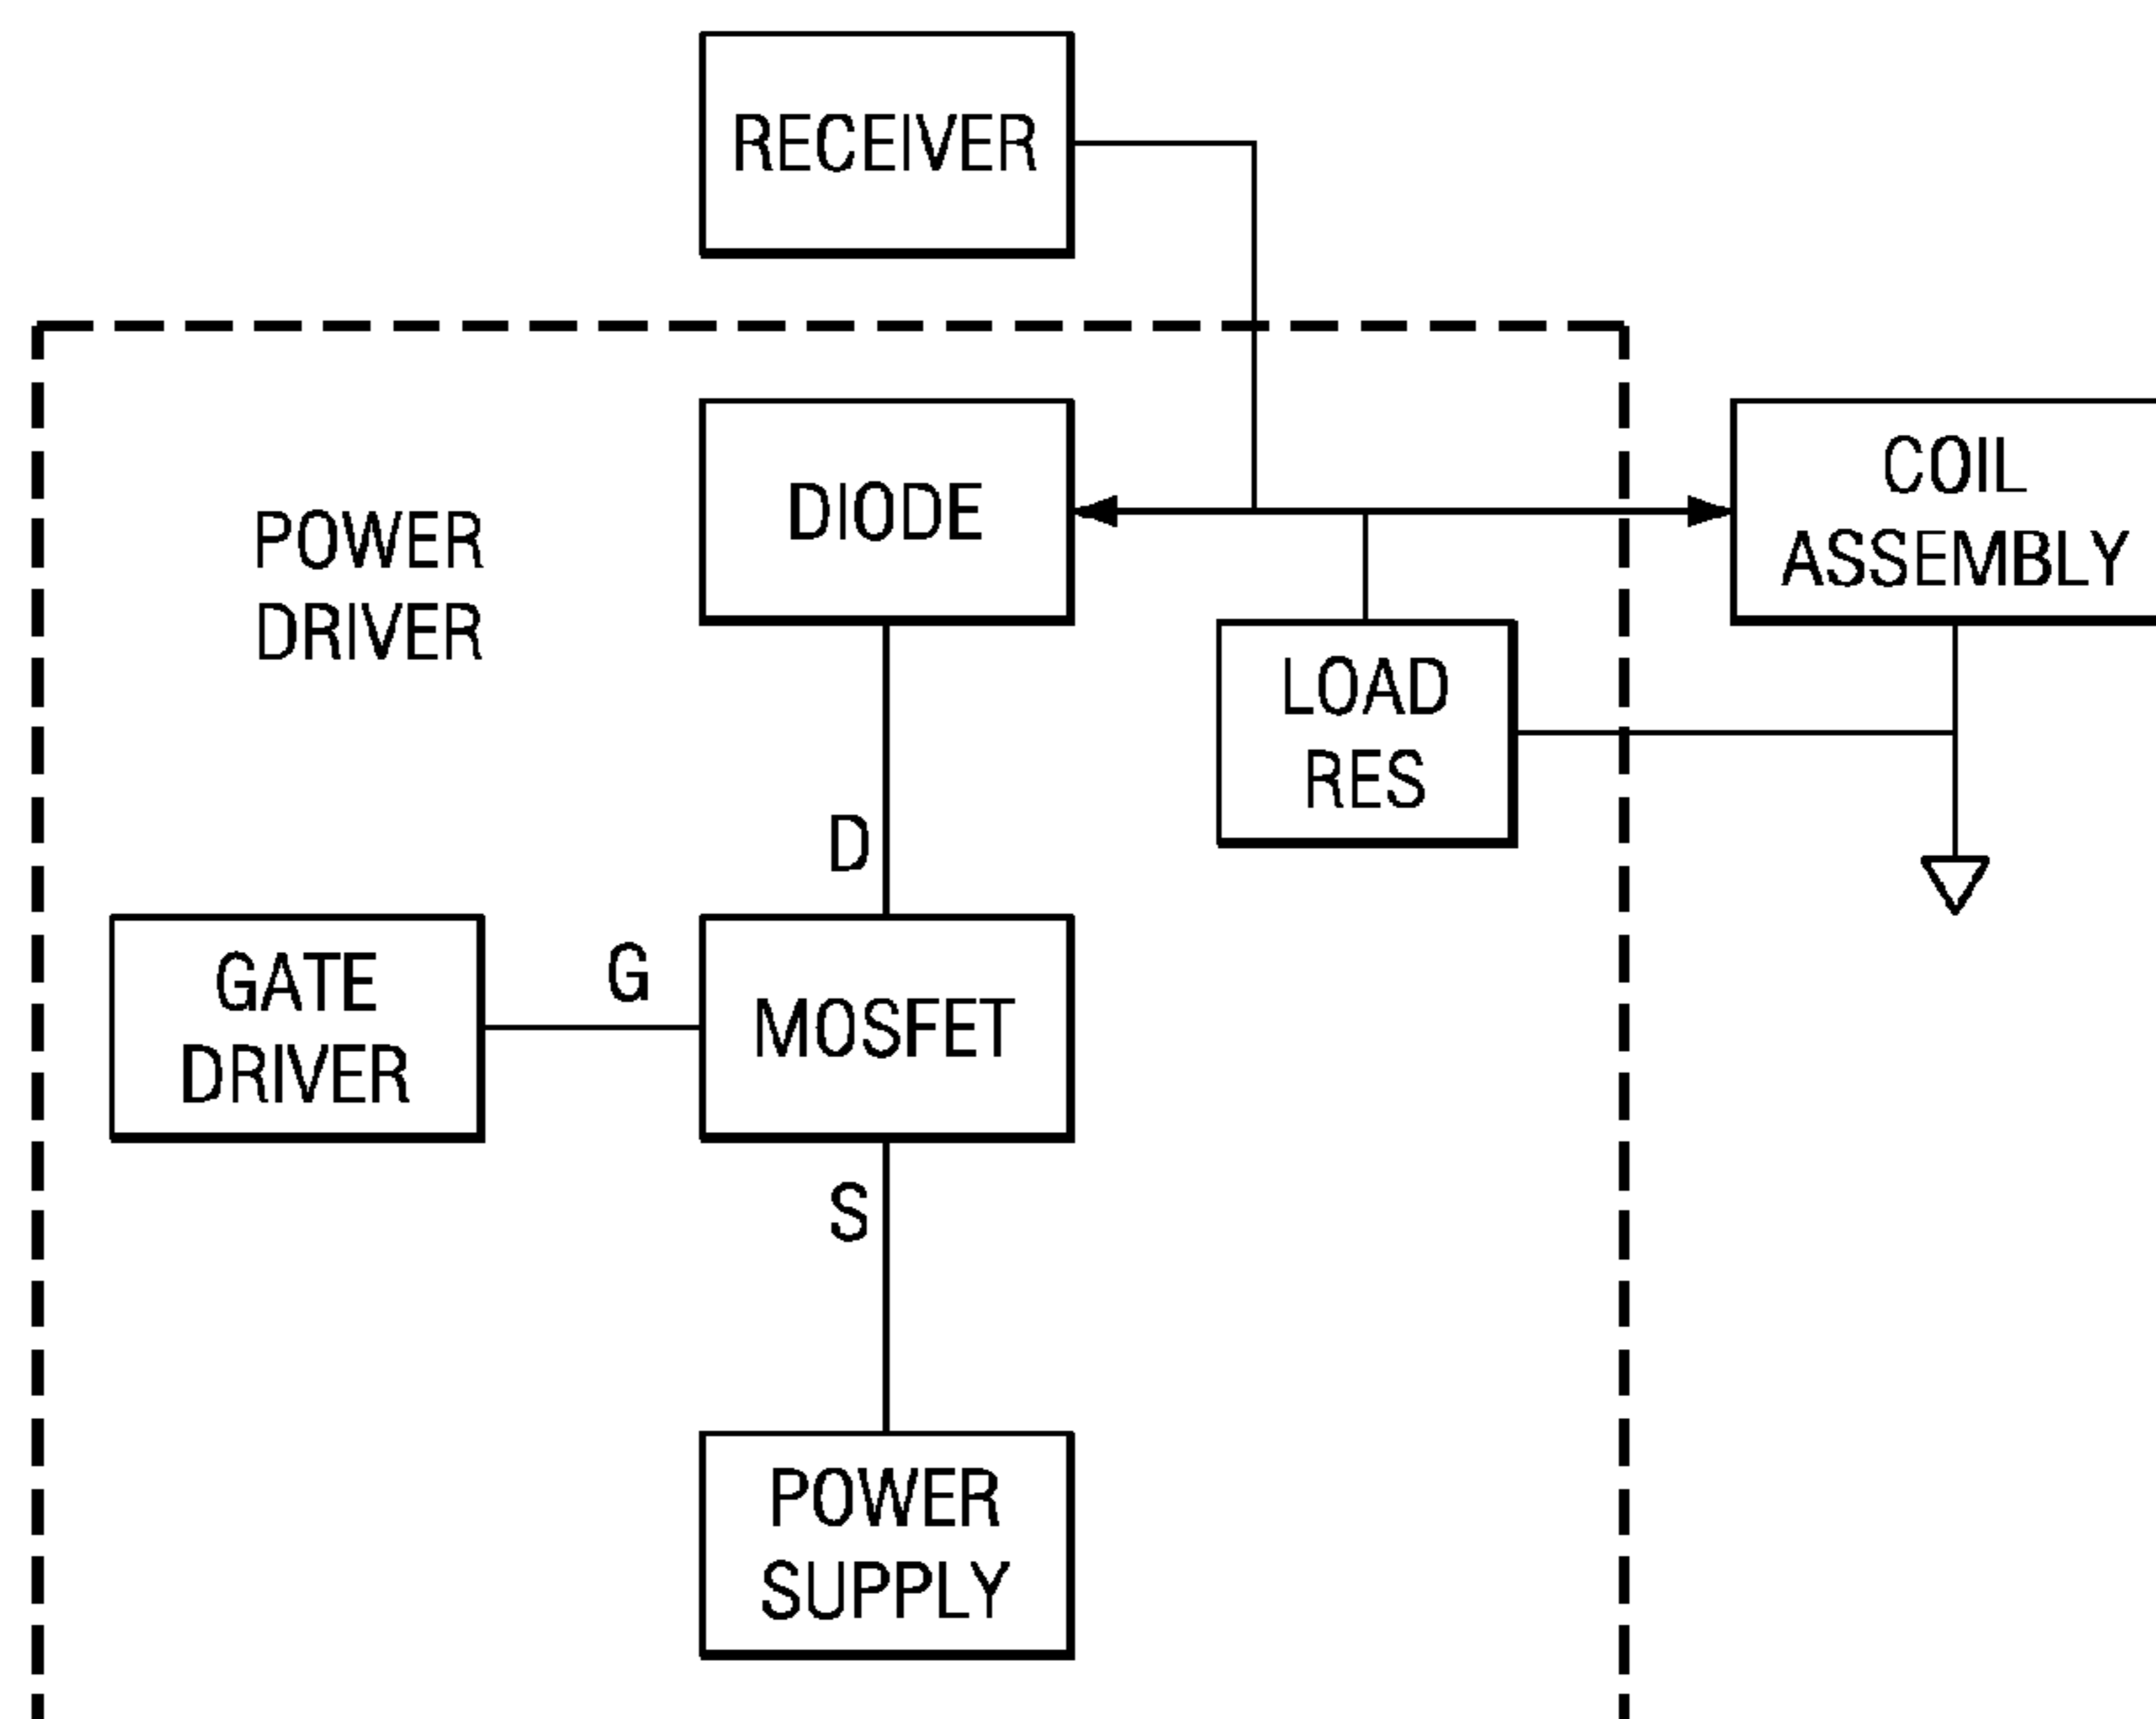 RECEIVER
DIODE
COIL
ASSEMBLY
POWER
DRIVER
LOAD
RES
D
GATE
DRIVER
G
MOSFET
S
POWER
SUPPLY